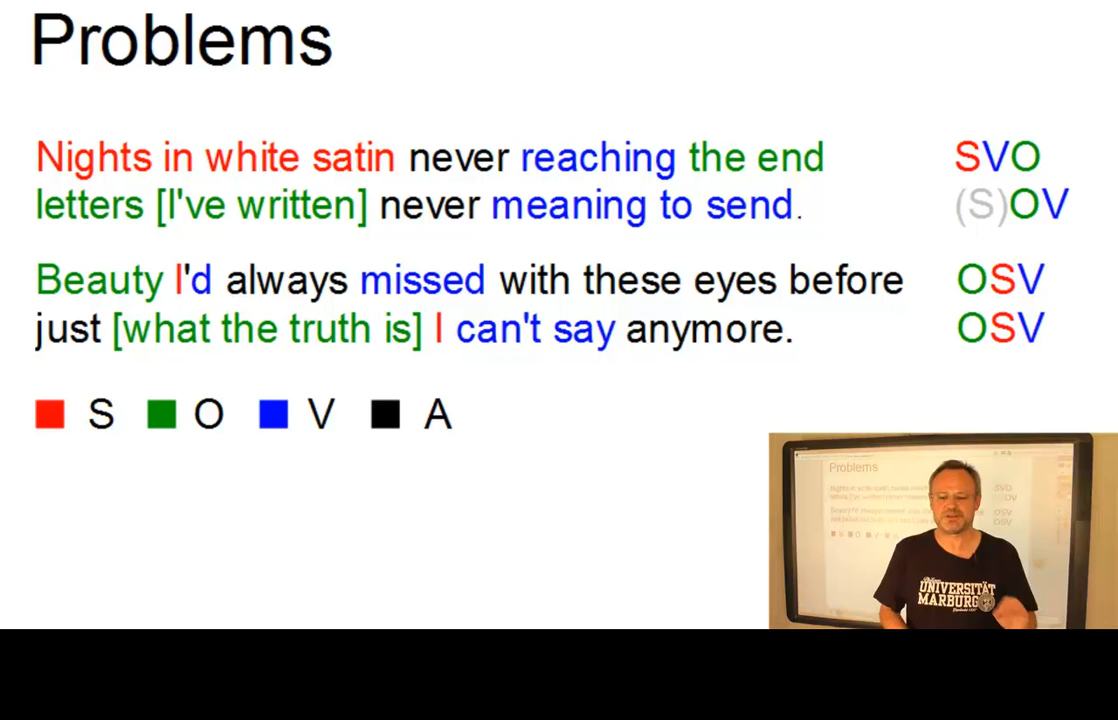 Problems
Nights in white satin never reaching the end SVO
letters [I've written] never meaning to send. (S)OV
Beauty I'd always missed with these eyes before OSV
just [what the truth is] I can't say anymore. OSV
S O V A
Problems
UNIVERSITÄT
MARBURG